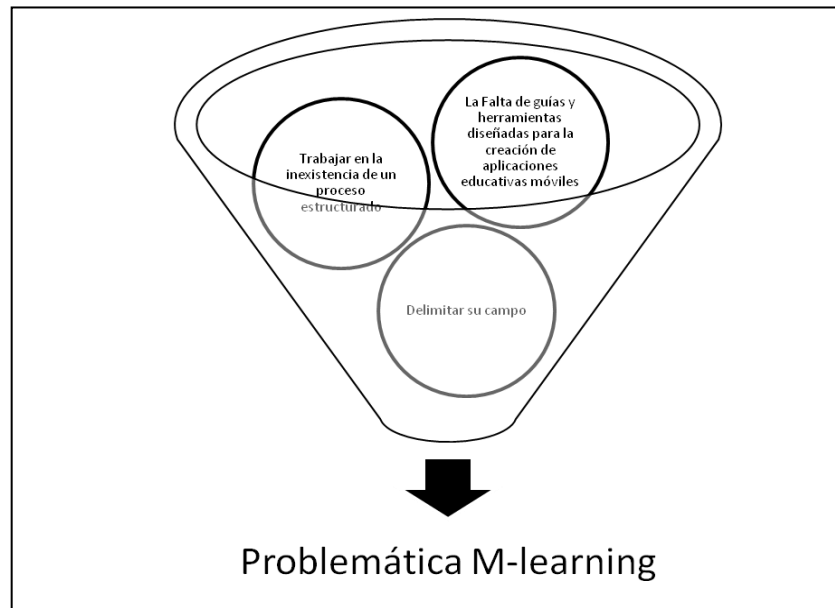 La Falta de guías y
herramientas
diseñadas para la
creación de
aplicaciones
educativas móviles
Trabajar en la
inexistencia de un
proceso
estructurado
Delimitar su campo
Problemática M-learning